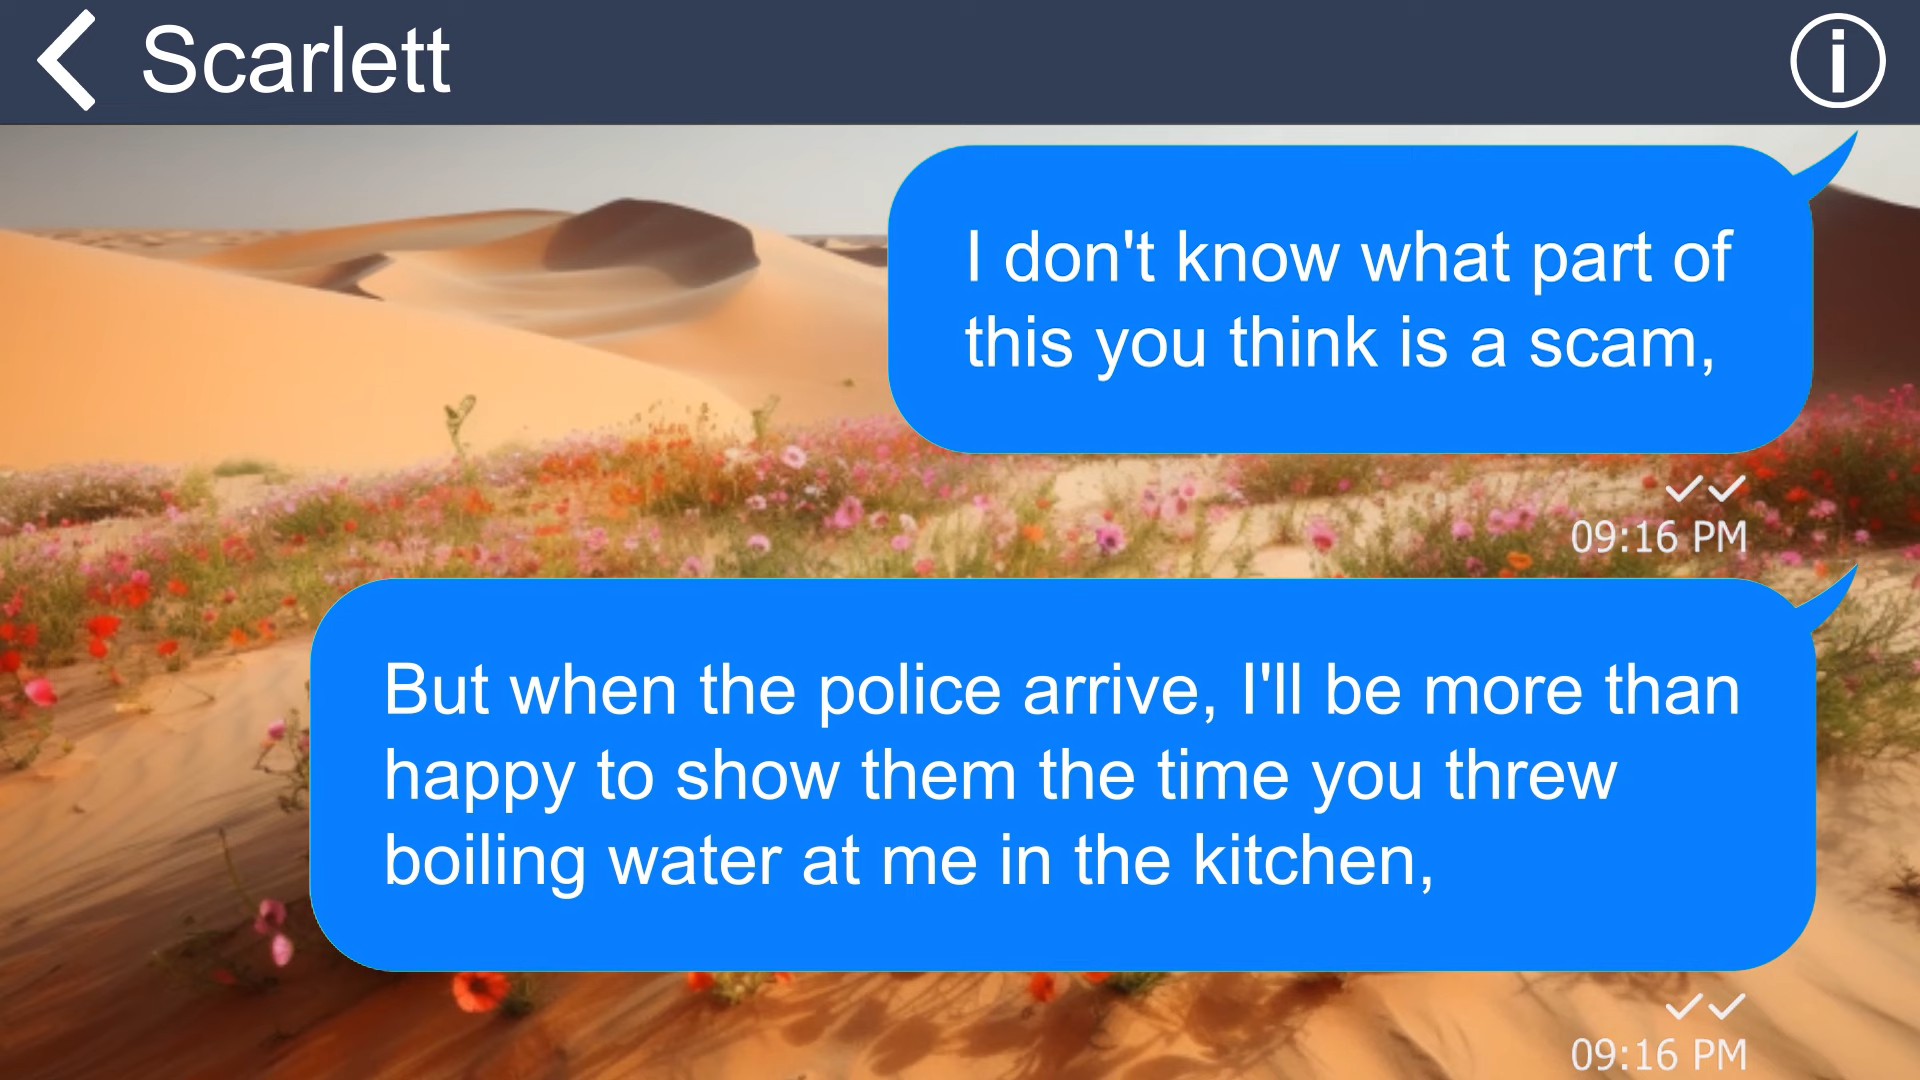 Scarlett
I don't know what part of
this you think is a scam,
09:16 PM
But when the police arrive, I'll be more than
happy to show them the time you threw
boiling water at me in the kitchen,
09:16 PM